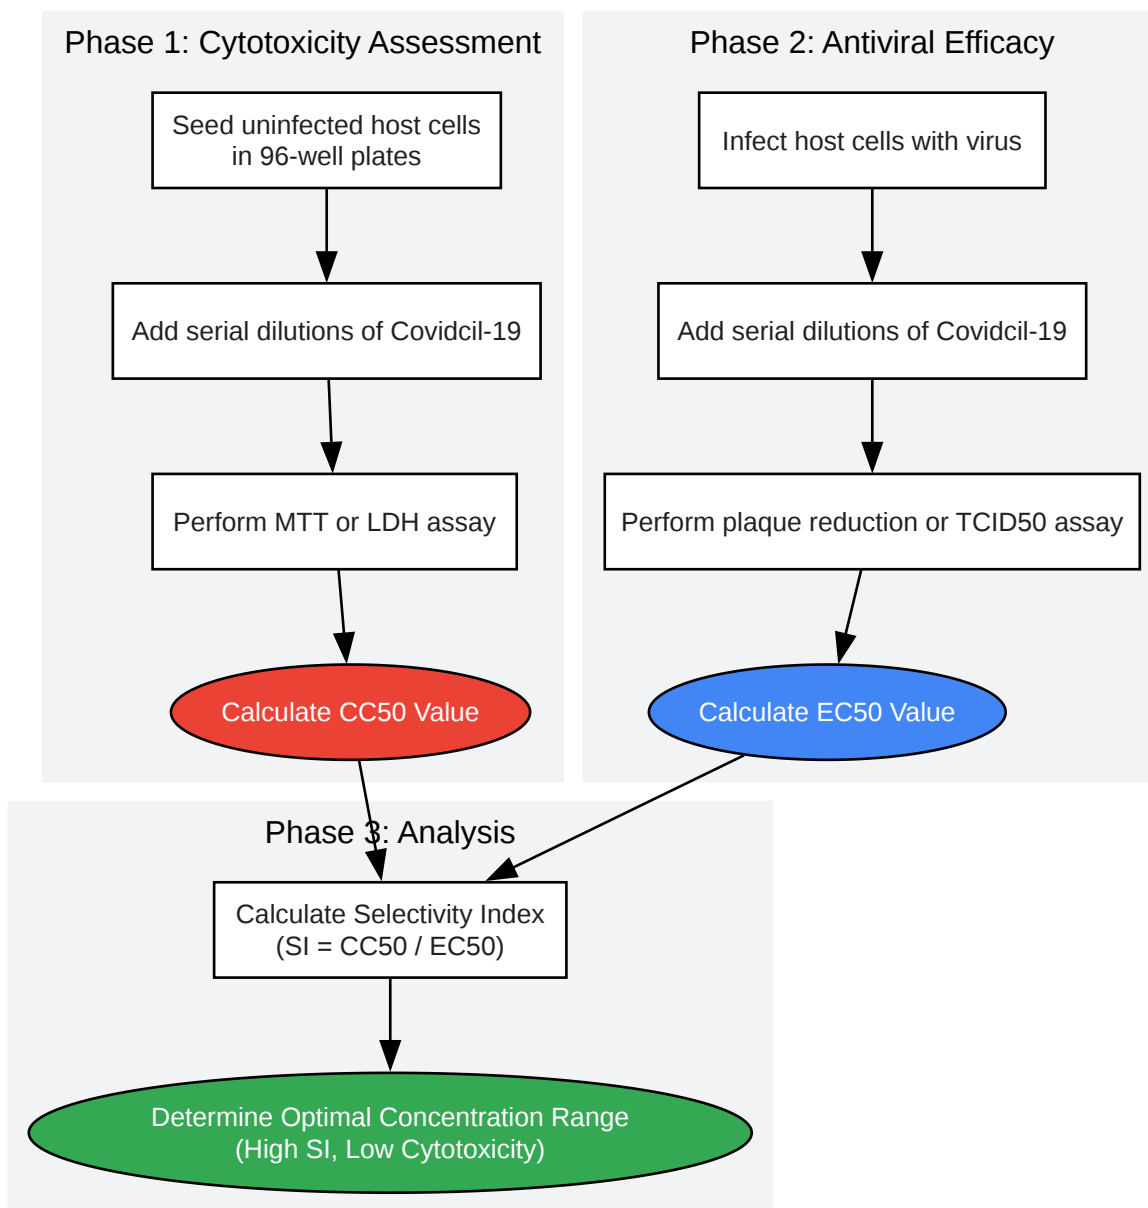 Phase 1: Cytotoxicity Assessment
Seed uninfected host cells
in 96-well plates
Add serial dilutions of Covidcil-19
Perform MTT or LDH assay
Calculate CC50 Value
Phase 2: Antiviral Efficacy
Infect host cells with virus
Add serial dilutions of Covidcil-19
Perform plaque reduction or TCID50 assay
Calculate EC50 Value
Phase 3: Analysis
Calculate Selectivity Index
(SI = CC50 / EC50)
Determine Optimal Concentration Range
(High SI, Low Cytotoxicity)